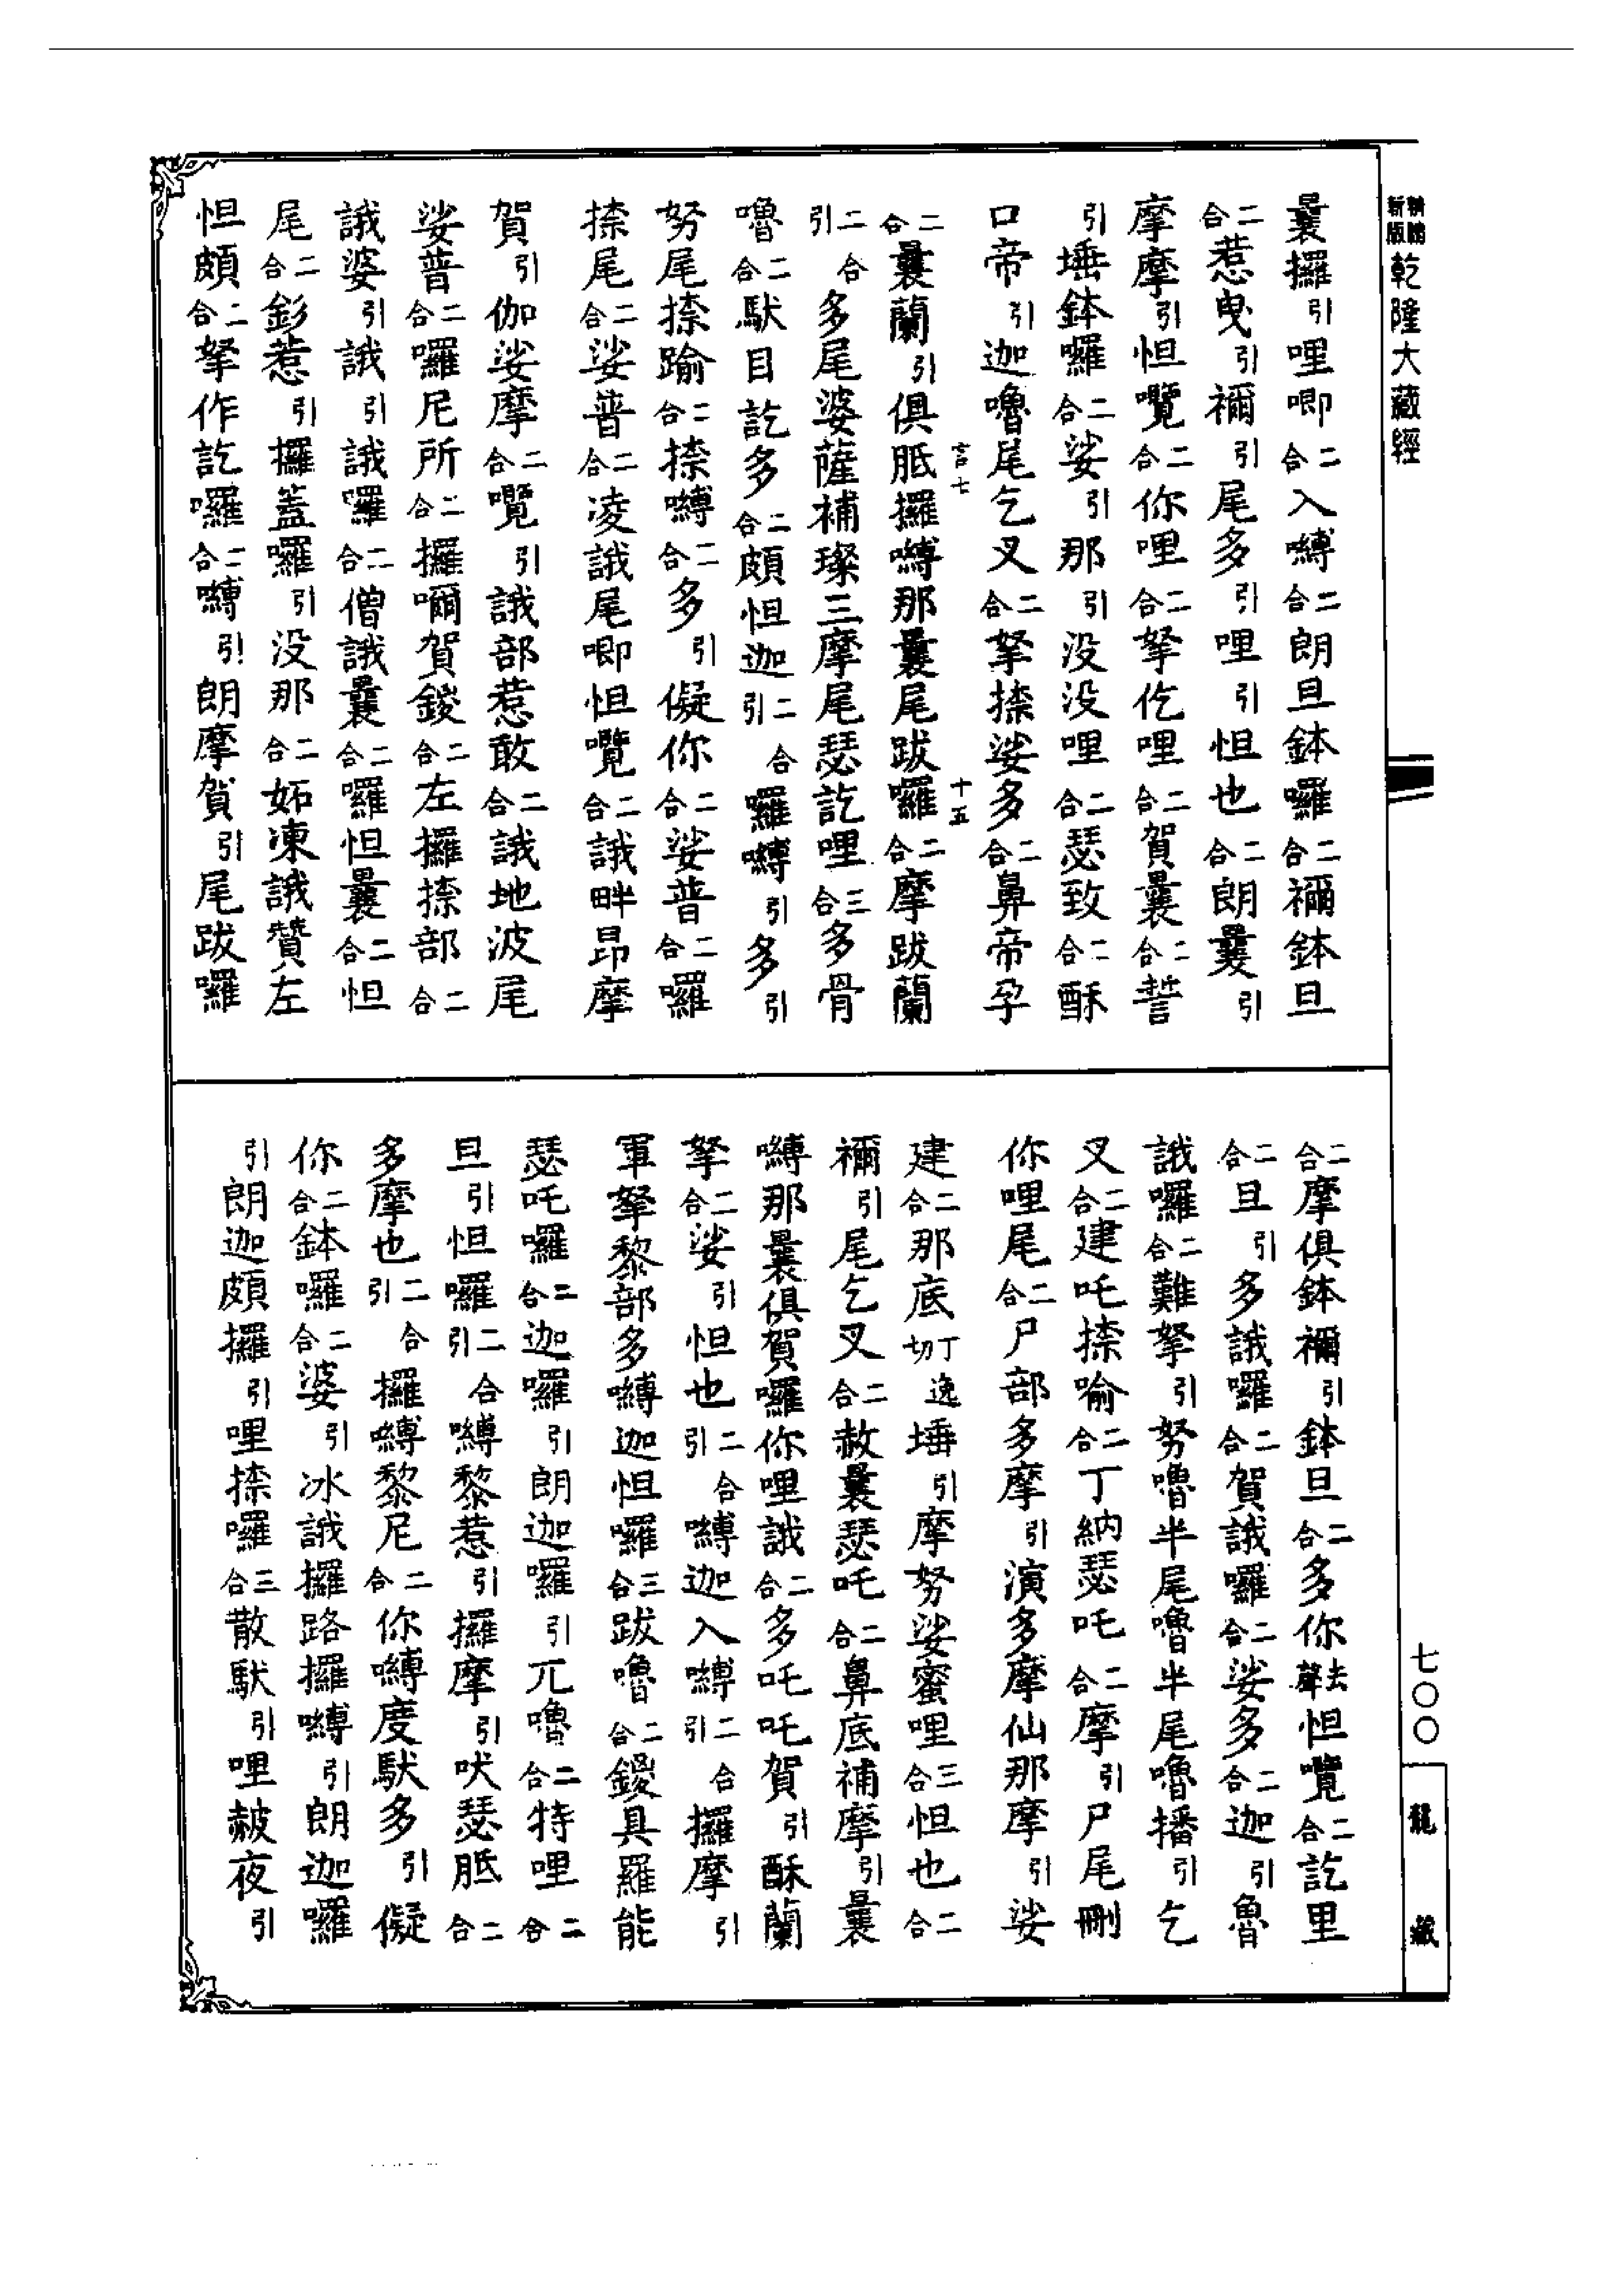 精勝新版乾隆大藏經
曩攞引哩唧二合入嚩二合朗旦鉢囉二合禰鉢旦
二合惹曳引禰引尾多引哩引怛也二合朗曩引
摩摩引怛囕二合你哩二合拏仡哩二合賀曩二合誓
引埵鉢囉二合娑引那引没没哩二合瑟致二合酥
口帝引迦嚕尾乞叉二合拏捺娑多二合鼻帝孕
言七 十五
二合曩蘭引俱胝攞嚩那曩尾跋囉二合摩跋蘭
二合引多尾婆薩補璨三摩尾瑟訖哩三合多骨
嚕二合馱目訖多二合頗怛迦二合引囉嚩引多引
努尾捺踰二合捺嚩二合多引儗你二合娑普二合囉
捺尾二合娑普二合凌誐尾唧怛囕二合誐畔昂摩
賀引伽娑摩二合囕引誐部惹敢二合誐地波尾
娑普二合囉尼所二合攞嚩賀鍐二合左攞捺部二合
誐婆引誐引誐囉二合僧誐曩二合囉怛曩二合怛
尾二合釤惹引攞蓋囉引没那二合妬凍誐贊左
怛頗二合拏作訖囉二合嚩引朗摩賀引尾跋囉
二合摩俱鉢禰引鉢旦二合多你去聲怛囕二合訖里
二合旦引多誐囉二合賀誐囉二合娑多二合迦引魯
誐囉二合難拏引努嚕半尾嚕半尾嚕播引乞
叉二合建吒捺喻二合丁納瑟吒二合摩引尸尾刪
你哩尾二合尸部多摩引演多摩仙那摩引娑
建二合那底丁逸切埵引摩努娑蜜哩三合怛也二合
禰引尾乞叉二合赦曩瑟吒二合鼻底補摩引曩
嚩那曩俱賀囉你哩誐二合多吒吒賀引酥蘭
拏二合娑引怛也二合引嚩迦入嚩二合引攞摩引
軍拏黎部多嚩迦怛囉三合跋嚕二合鍐具羅能
瑟吒囉二合迦囉引朗迦囉引兀嚕二合特哩二合
旦引怛囉二合引嚩黎惹引攞摩引吠瑟胝二合
多摩也二合引攞嚩黎尼二合你嚩度馱多引儗
你二合鉢囉二合婆引冰誐攞路攞嚩引朗迦囉
引朗迦頗攞引哩捺囉三合散馱引哩皷夜引
七〇〇
龍藏